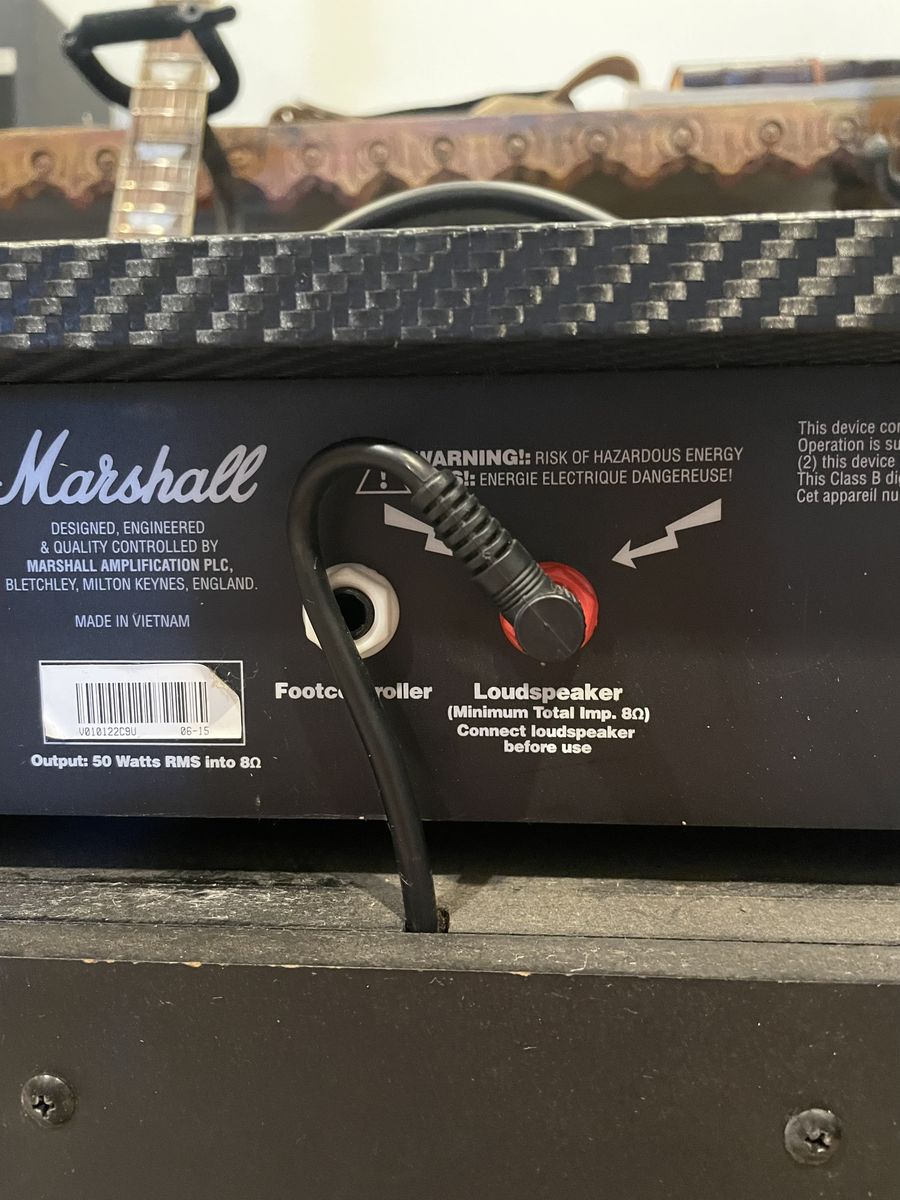 Marshall
DESIGNED, ENGINEERED
& QUALITY CONTROLLED BY
MARSHALL AMPLIFICATION PLC,
BLETCHLEY, MILTON KEYNES, ENGLAND.
MADE IN VIETNAM
V010122C9U 06-15
Output: 50 Watts RMS into 8Ω
WARNING!: RISK OF HAZARDOUS ENERGY
S!: ENERGIE ELECTRIQUE DANGEREUSE!
Footc roller
Loudspeaker
(Minimum Total Imp. 8Ω)
Connect loudspeaker
before use
This device
Operation is
(2) this device
This Class B
Cet appareil